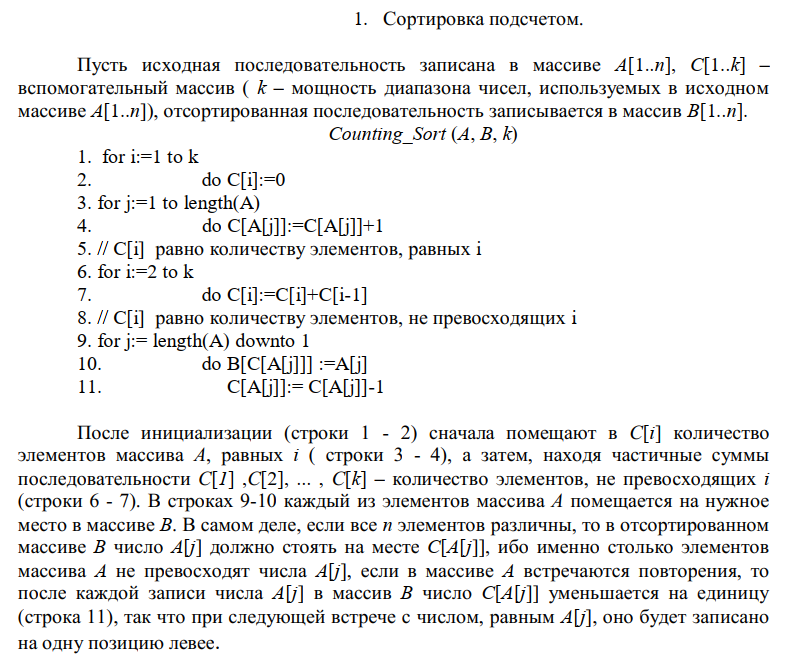 1. Сортировка подсчетом.
Пусть исходная последовательность записана в массиве A[1..n], C[1..k] –
вспомогательный массив ( k – мощность диапазона чисел, используемых в исходном
массиве A[1..n]), отсортированная последовательность записывается в массив B[1..n].
Counting_Sort (A, B, k)
1. for i:=1 to k
2. do C[i]:=0
3. for j:=1 to length(A)
4. do C[A[j]]:=C[A[j]]+1
5. // C[i] равно количеству элементов, равных i
6. for i:=2 to k
7. do C[i]:=C[i]+C[i-1]
8. // C[i] равно количеству элементов, не превосходящих i
9. for j:= length(A) downto 1
10. do B[C[A[j]]] :=A[j]
11. C[A[j]]:= C[A[j]]-1
После инициализации (строки 1 - 2) сначала помещают в C[i] количество
элементов массива A, равных i ( строки 3 - 4), а затем, находя частичные суммы
последовательности C[1] ,C[2], ... , C[k] – количество элементов, не превосходящих i
(строки 6 - 7). В строках 9-10 каждый из элементов массива A помещается на нужное
место в массиве B. В самом деле, если все n элементов различны, то в отсортированном
массиве B число A[j] должно стоять на месте C[A[j]], ибо именно столько элементов
массива A не превосходят числа A[j], если в массиве A встречаются повторения, то
после каждой записи числа A[j] в массив B число C[A[j]] уменьшается на единицу
(строка 11), так что при следующей встрече с числом, равным A[j], оно будет записано
на одну позицию левее.